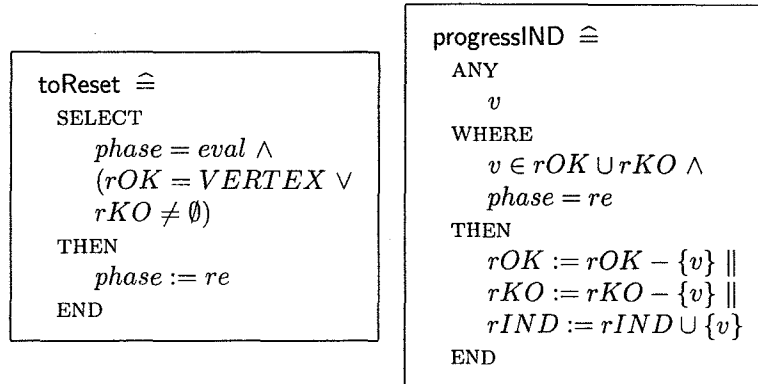 toReset ≙
SELECT
phase = eval ∧
(rOK = VERTEX ∨
rKO ≠ ∅)
THEN
phase := re
END
progressIND ≙
ANY
v
WHERE
v ∈ rOK ∪ rKO ∧
phase = re
THEN
rOK := rOK − {v} ||
rKO := rKO − {v} ||
rIND := rIND ∪ {v}
END